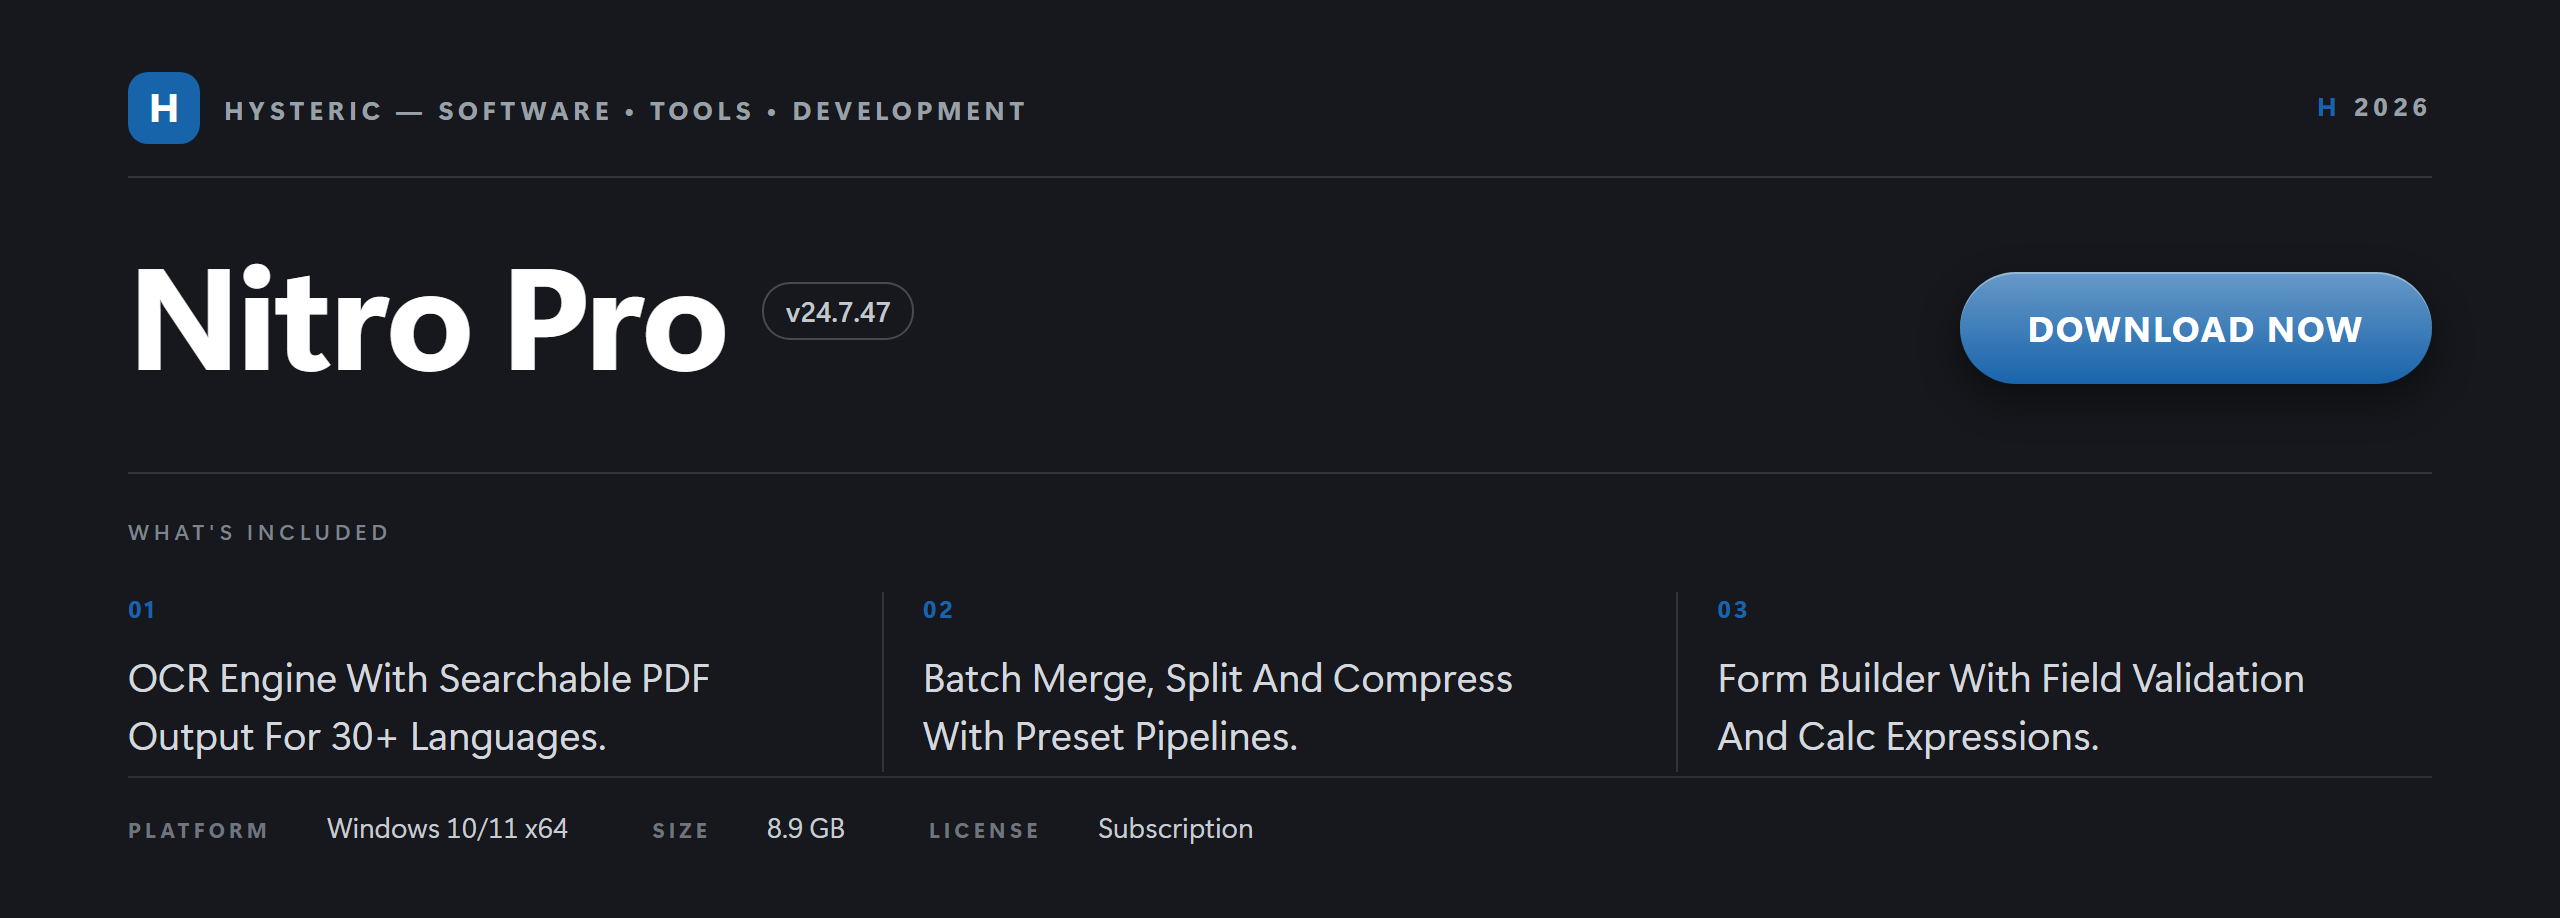 H HYSTERIC — SOFTWARE • TOOLS • DEVELOPMENT
H 2026
Nitro Pro v24.7.47
DOWNLOAD NOW
WHAT'S INCLUDED
01
OCR Engine With Searchable PDF
Output For 30+ Languages.
02
Batch Merge, Split And Compress
With Preset Pipelines.
03
Form Builder With Field Validation
And Calc Expressions.
PLATFORM Windows 10/11 x64 SIZE 8.9 GB LICENSE Subscription